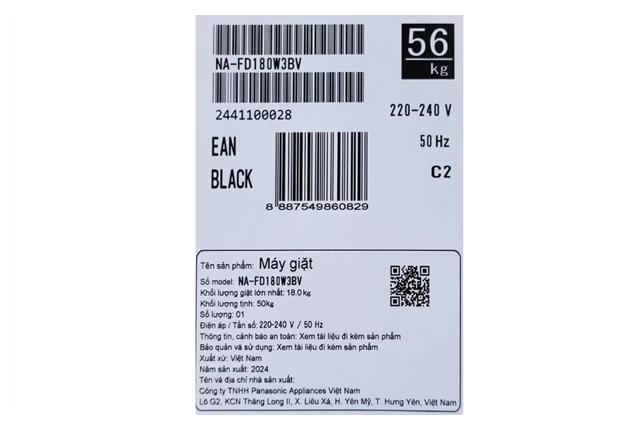 56
kg
NA-FD180W3BV
2441100028
220-240 V
50 Hz
EAN
BLACK
C2
8 887549860829
Tên sản phẩm: Máy giặt
Số model: NA-FD180W3BV
Khối lượng giặt lớn nhất: 18.0kg
Khối lượng tịnh: 50kg
Số lượng: 01
Điện áp / Tần số: 220-240 V / 50 Hz
Thông tin, cảnh báo an toàn: Xem tài liệu đi kèm sản phẩm
Bảo quản và sử dụng: Xem tài liệu đi kèm sản phẩm
Xuất xứ: Việt Nam
Năm sản xuất: 2024
Tên và địa chỉ nhà sản xuất:
Công ty TNHH Panasonic Appliances Việt Nam
Lô G2, KCN Thăng Long II, X. Liêu Xá, H. Yên Mỹ, T. Hưng Yên, Việt Nam